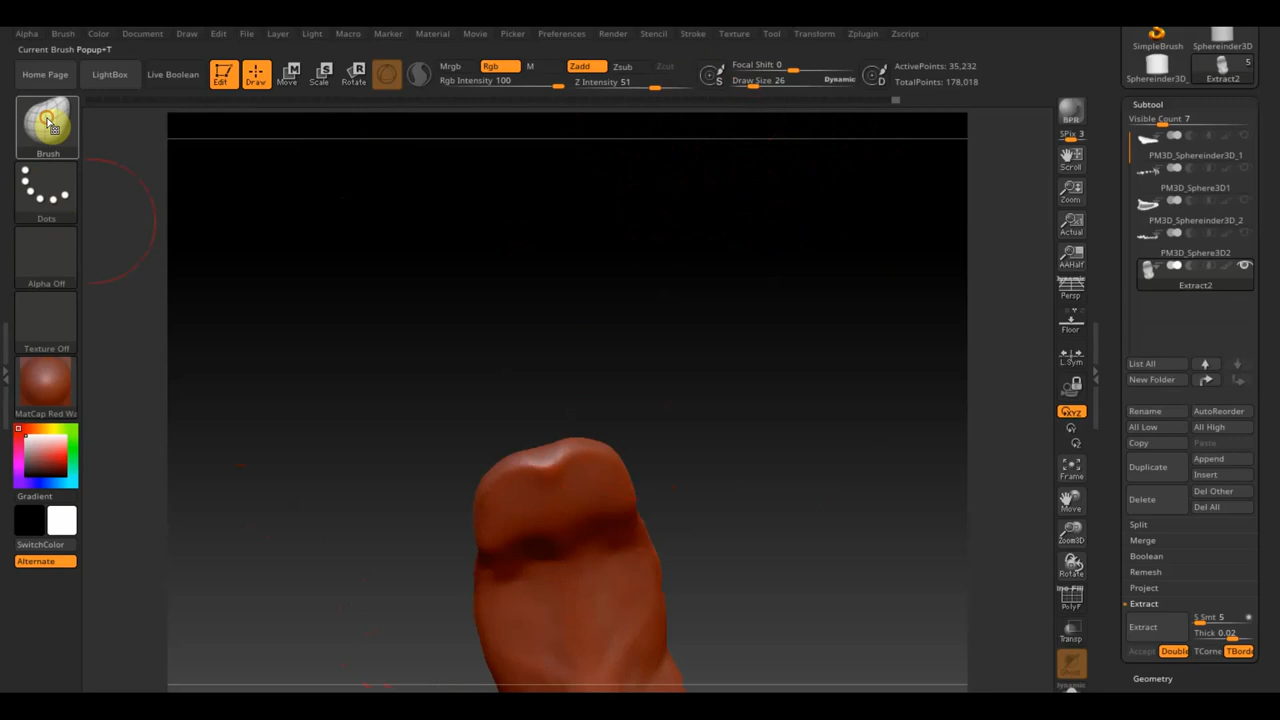 Alpha Brush Color Document Draw Edit File Layer Light Macro Marker Material Movie Picker Preferences Render Stencil Stroke Texture Tool Transform Zplugin Zscript
Current Brush Popup+T
Home Page
LightBox
Live Boolean
Edit
Draw
Move
Scale
Rotate
Mrgb Rgb M
Rgb Intensity 100
Zadd Zsub Zcut
Z Intensity 51
S
Focal Shift 0
Draw Size 26
Dynamic
D
ActivePoints: 35,232
TotalPoints: 178,018
SimpleBrush
Sphereinder3D
Sphereinder3D_
5
Extract2
Brush
Dots
Alpha Off
Texture Off
MatCap Red Wa
Gradient
SwitchColor
Alternate
BPR
SPix 3
Scroll
Zoom
Actual
AAHalf
Dynamic
Persp
Floor
L.Sym
XYZ
Frame
Move
Zoom3D
Rotate
PolyF
Transp
Dynamic
Subtool
Visible Count 7
PM3D_Sphereinder3D_1
PM3D_Sphere3D1
PM3D_Sphereinder3D_2
PM3D_Sphere3D2
Extract2
List All
New Folder
Rename AutoReorder
All Low All High
Copy Paste
Duplicate Append
Insert
Delete Del Other
Del All
Split
Merge
Boolean
Remesh
Project
Extract
Extract S Smt 5
Thick 0.02
Accept Double TCorne TBorde
Geometry